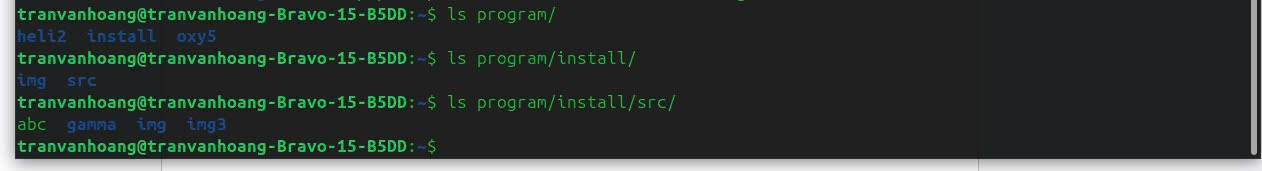 tranvanhoang@tranvanhoang-Bravo-15-B5DD:~$ ls program/
heli2  install  oxy5
tranvanhoang@tranvanhoang-Bravo-15-B5DD:~$ ls program/install/
img  src
tranvanhoang@tranvanhoang-Bravo-15-B5DD:~$ ls program/install/src/
abc  gamma  img  img3
tranvanhoang@tranvanhoang-Bravo-15-B5DD:~$